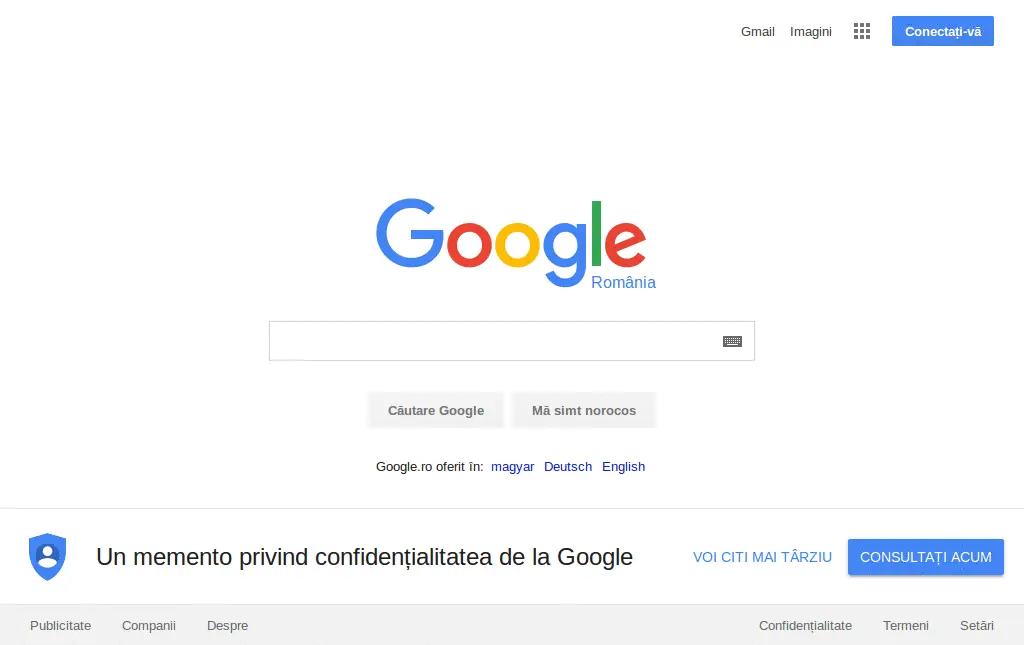 Gmail Imagini Conectați-vă
Google
România
Căutare Google Mă simt norocos
Google.ro oferit în: magyar Deutsch English
Un memento privind confidențialitatea de la Google VOI CITI MAI TÂRZIU CONSULTAȚI ACUM
Publicitate Companii Despre Confidențialitate Termeni Setări